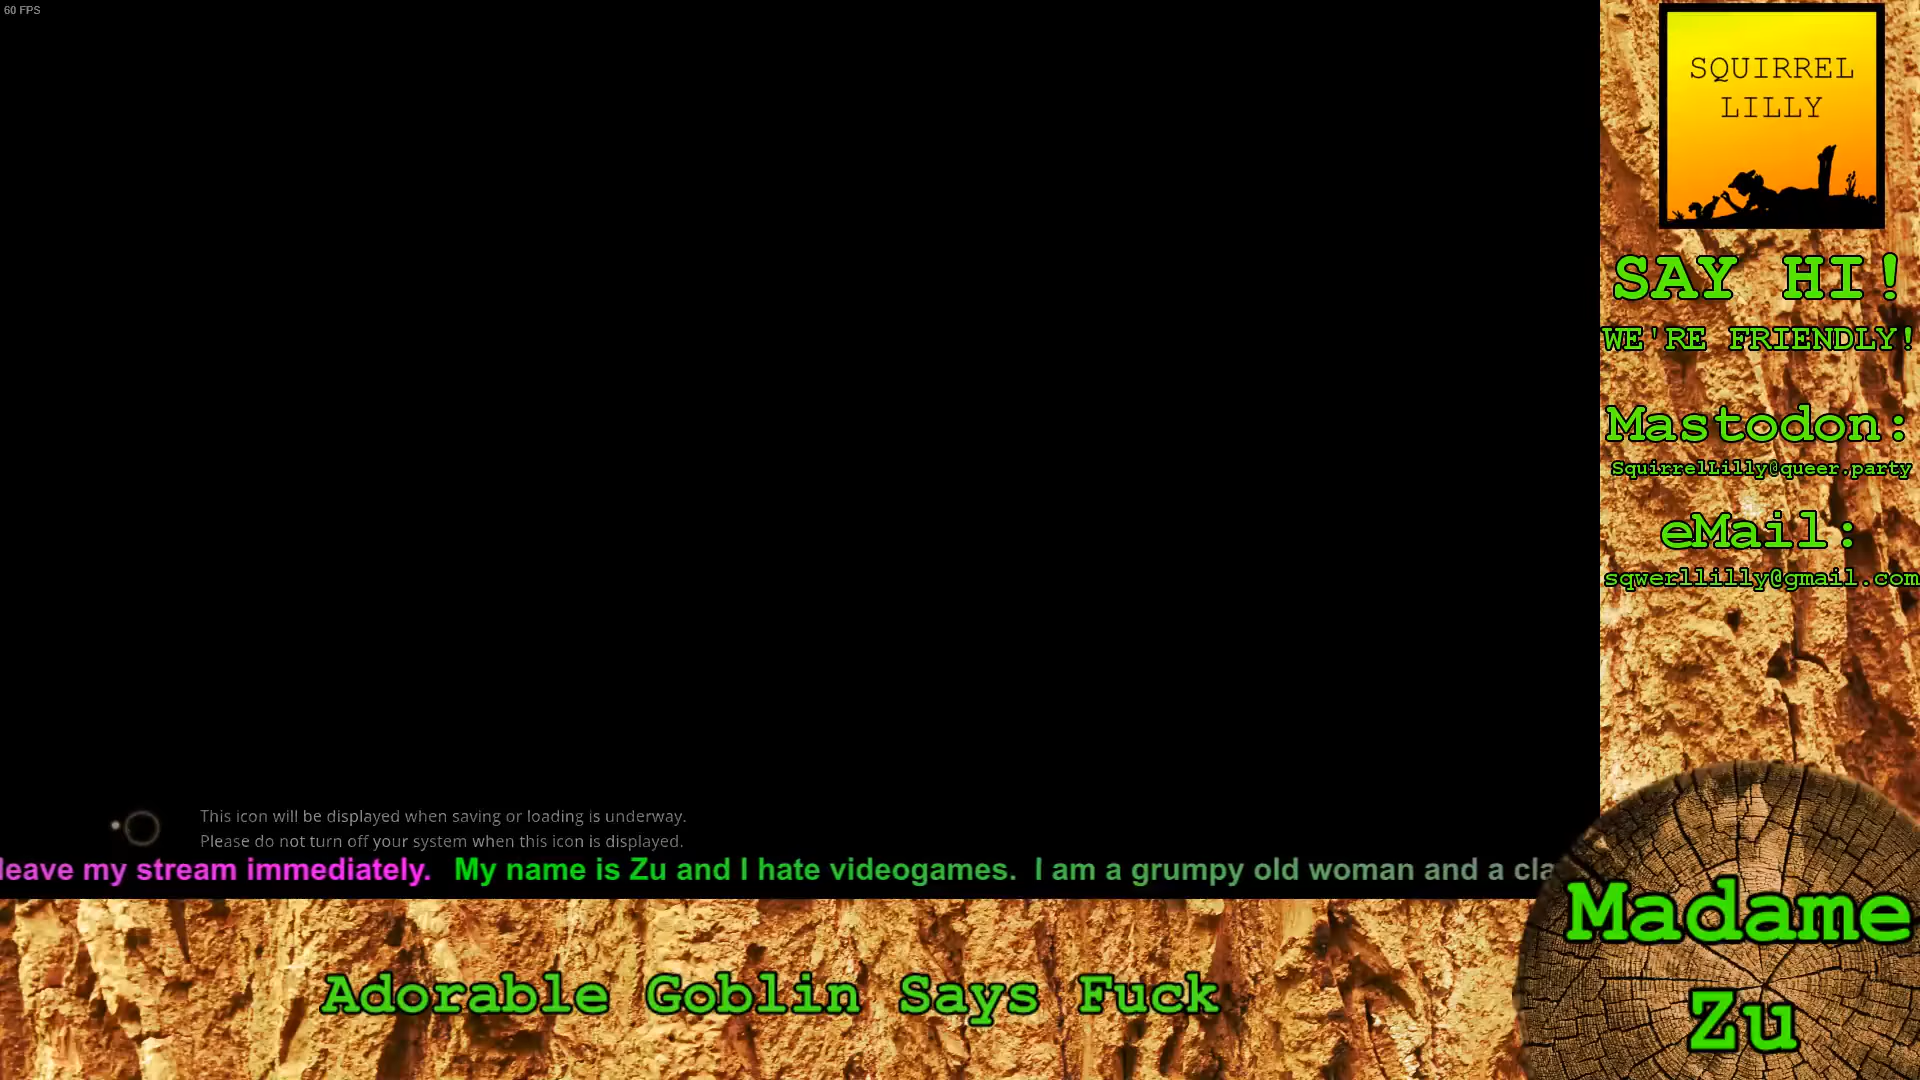 60 FPS
SQUIRREL
LILLY
SAY HI!
WE'RE FRIENDLY!
Mastodon:
SquirrelLilly@queer.party
eMail:
sqwerllilly@gmail.com
This icon will be displayed when saving or loading is underway.
Please do not turn off your system when this icon is displayed.
leave my stream immediately. My name is Zu and I hate videogames. I am a grumpy old woman and a cla
Adorable Goblin Says Fuck
Madame
Zu